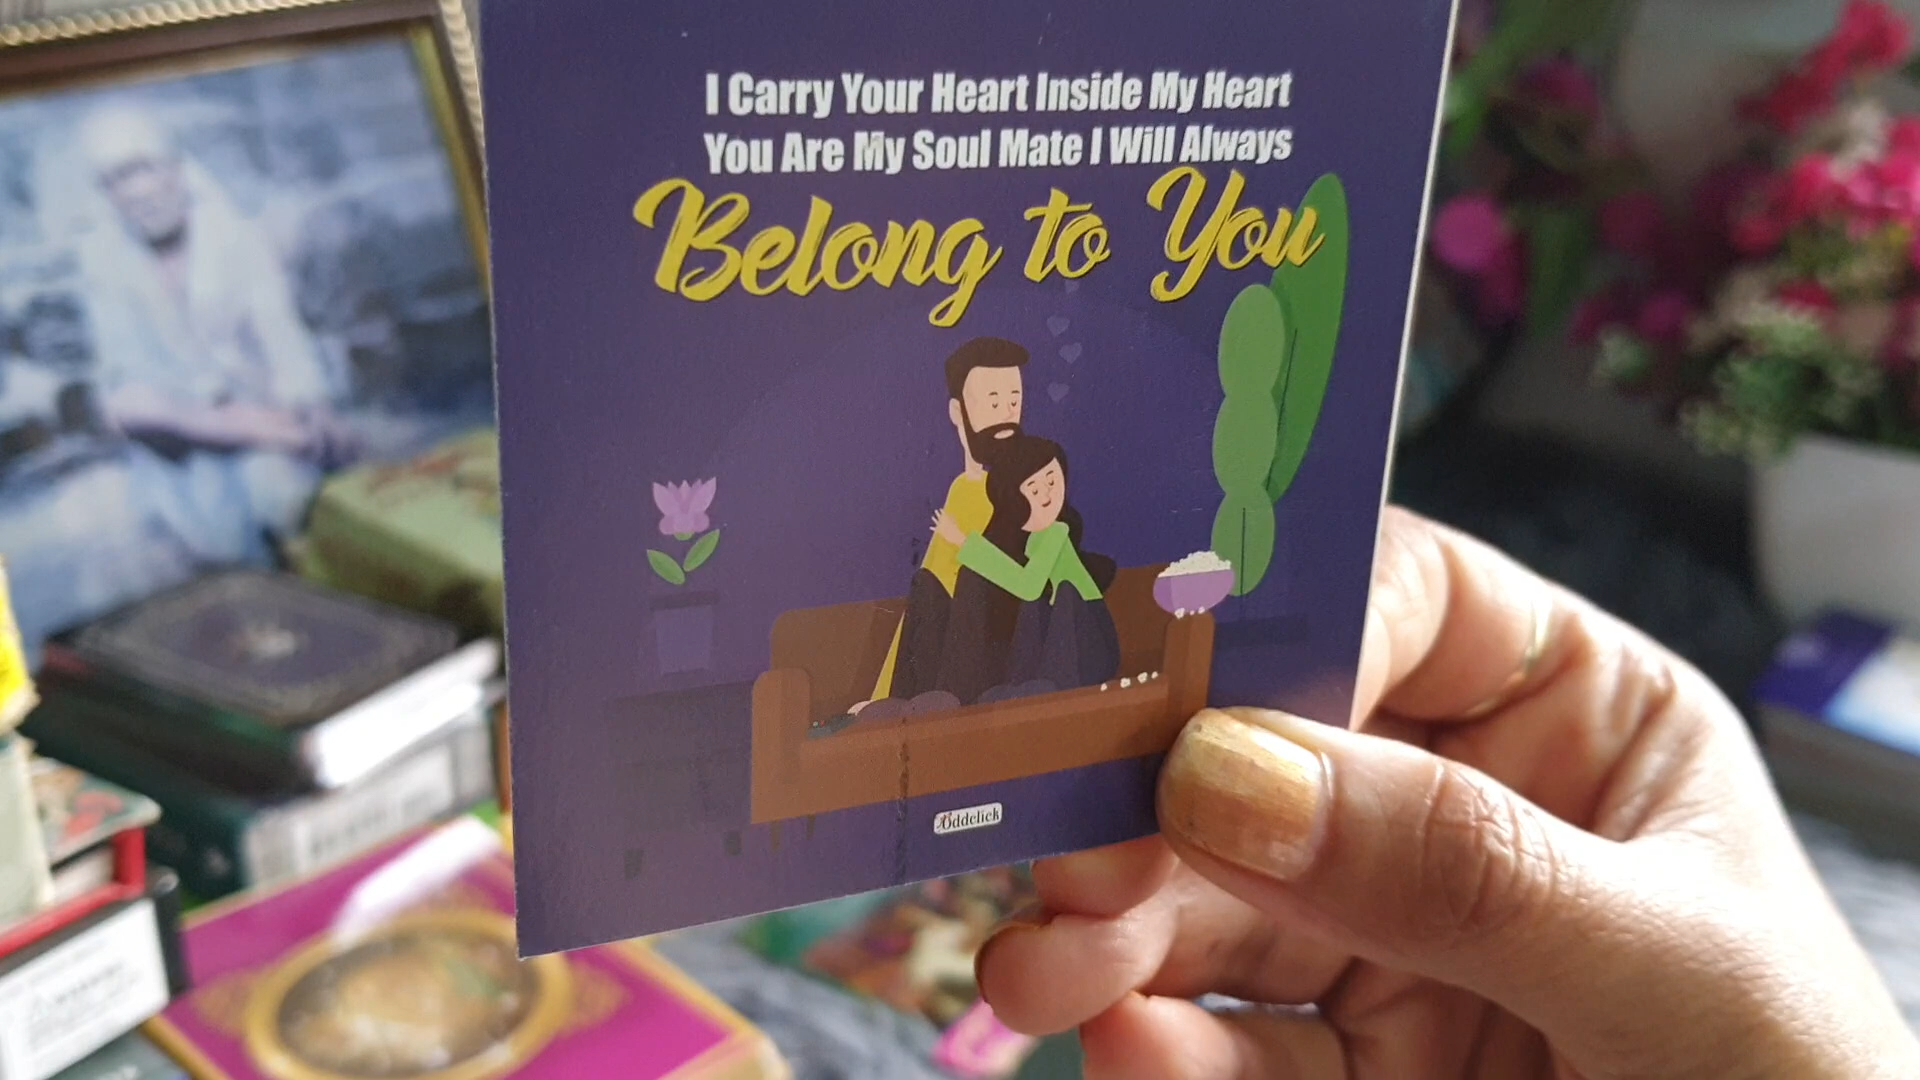 I Carry Your Heart Inside My Heart
You Are My Soul Mate I Will Always
Belong to You
Oddclick